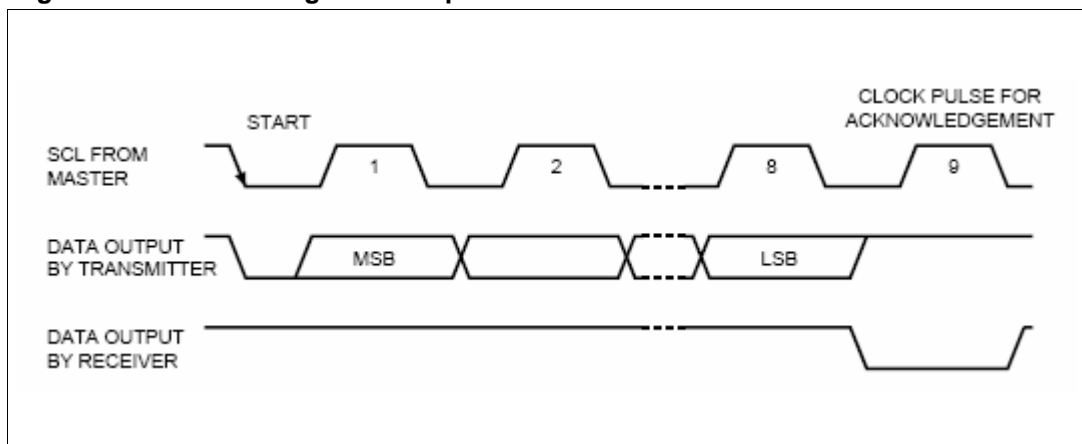 START
CLOCK PULSE FOR
ACKNOWLEDGEMENT
SCL FROM
MASTER
1
2
8
9
DATA OUTPUT
BY TRANSMITTER
MSB
LSB
DATA OUTPUT
BY RECEIVER